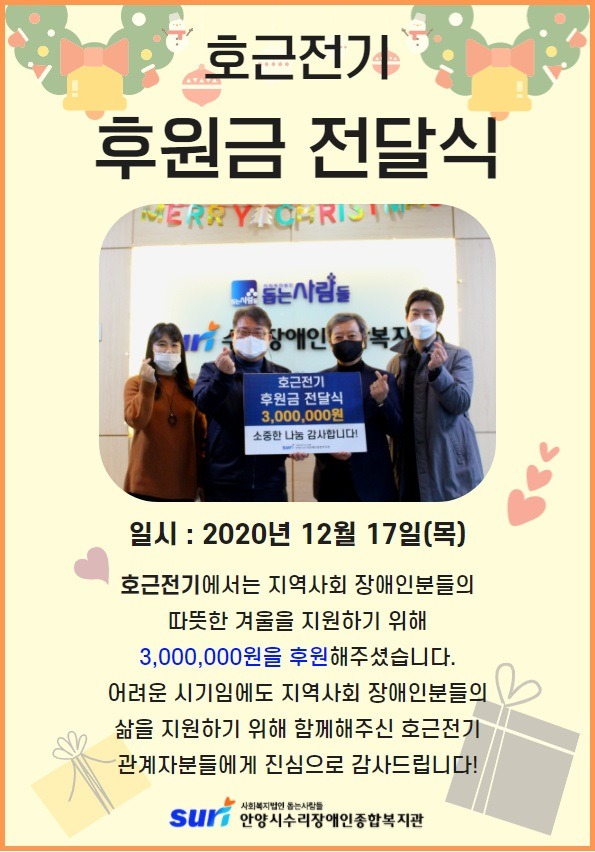 호근전기
후원금 전달식
MERRY CHRISTMAS
돕는사람들
suri 수리장애인종합복지관
호근전기
후원금 전달식
3,000,000원
소중한 나눔 감사합니다!
suri
일시 : 2020년 12월 17일(목)
호근전기에서는 지역사회 장애인분들의
따뜻한 겨울을 지원하기 위해
3,000,000원을 후원해주셨습니다.
어려운 시기임에도 지역사회 장애인분들의
삶을 지원하기 위해 함께해주신 호근전기
관계자분들에게 진심으로 감사드립니다!
사회복지법인 돕는사람들
suri 안양시수리장애인종합복지관